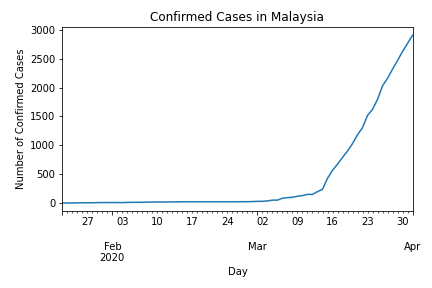 Confirmed Cases in Malaysia
Number of Confirmed Cases
3000
2500
2000
1500
1000
500
0
27 03 10 17 24 02 09 16 23 30
Feb Mar Apr
2020
Day